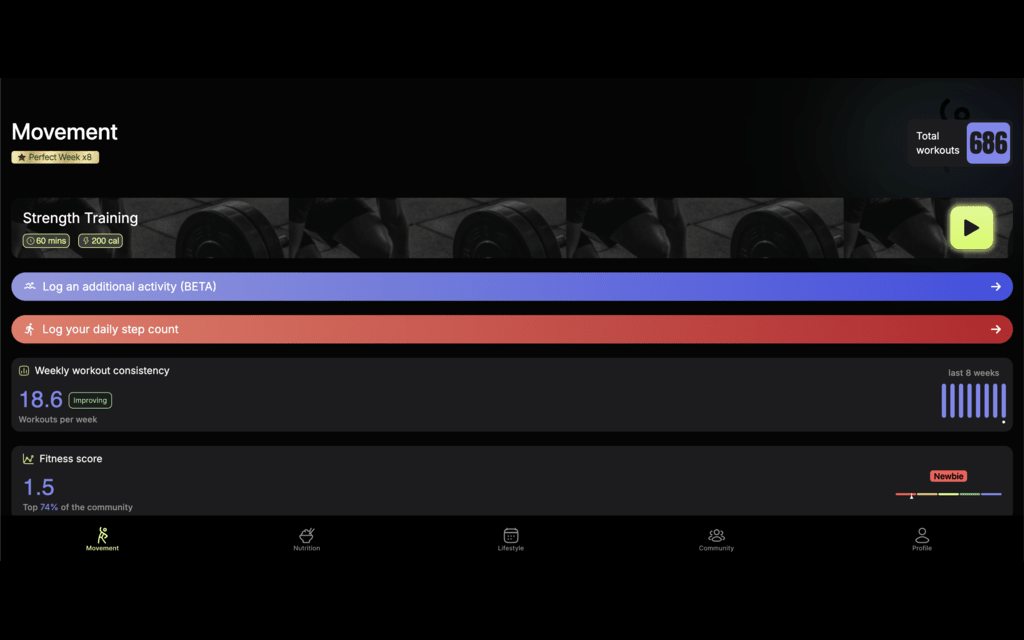 Movement
Perfect Week x8
Total
workouts
686
Strength Training
60 mins
200 cal
Log an additional activity (BETA)
Log your daily step count
Weekly workout consistency
18.6
Improving
Workouts per week
last 8 weeks
Fitness score
1.5
Top 74% of the community
Newbie
Movement
Nutrition
Lifestyle
Community
Profile